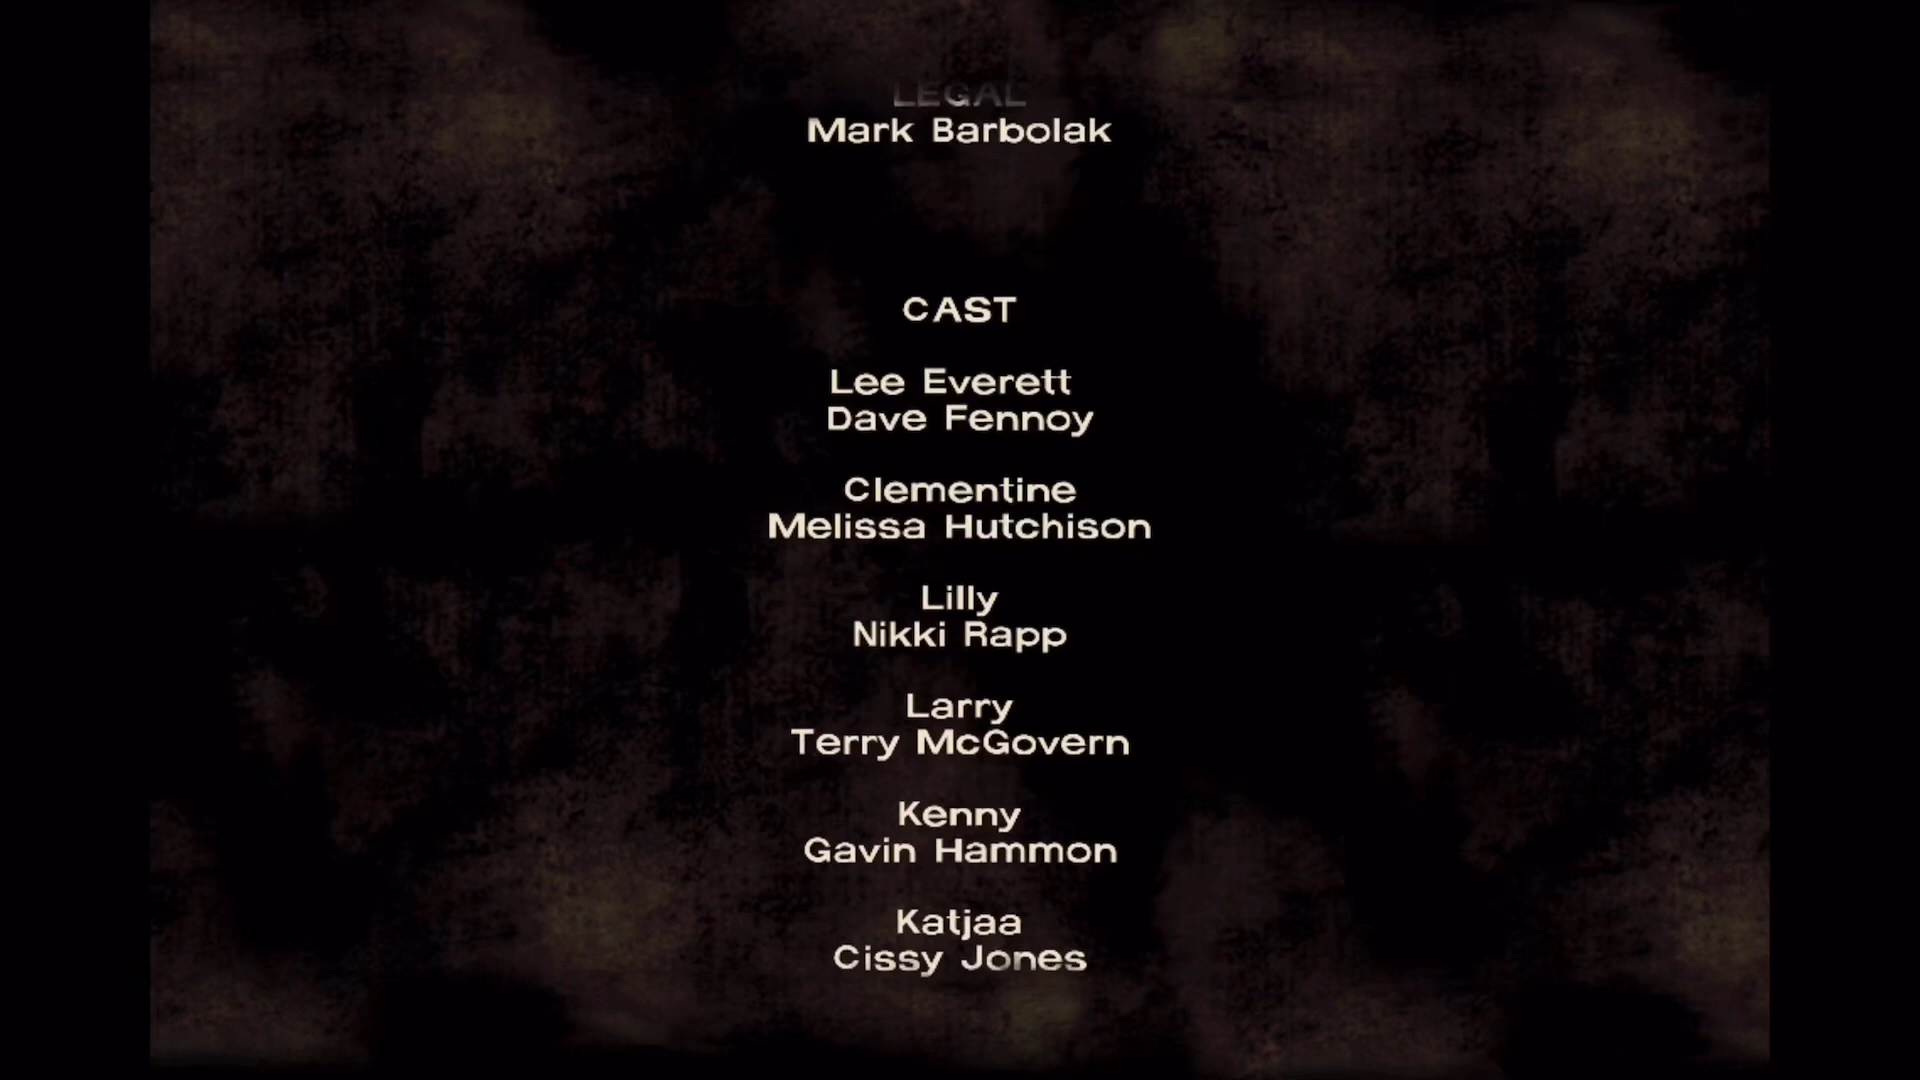 LEGAL
Mark Barbolak
CAST
Lee Everett
Dave Fennoy
Clementine
Melissa Hutchison
Lilly
Nikki Rapp
Larry
Terry McGovern
Kenny
Gavin Hammon
Katjaa
Cissy Jones